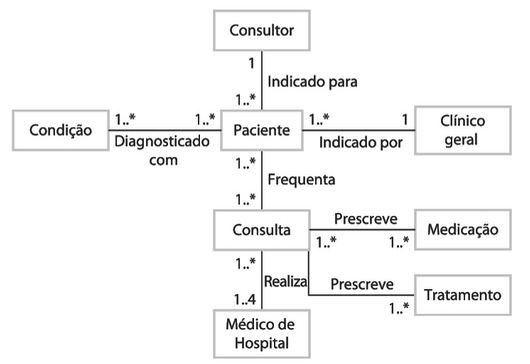 Consultor
1
Indicado para
1..*
Condição
1..*
1..*
Diagnosticado
com
Paciente
1..*
1
Indicado por
Clínico
geral
1..*
Frequenta
1..*
Consulta
Prescreve
1..*
1..*
Medicação
1..*
Realiza
1..4
Prescreve
1..*
Tratamento
Médico de
Hospital